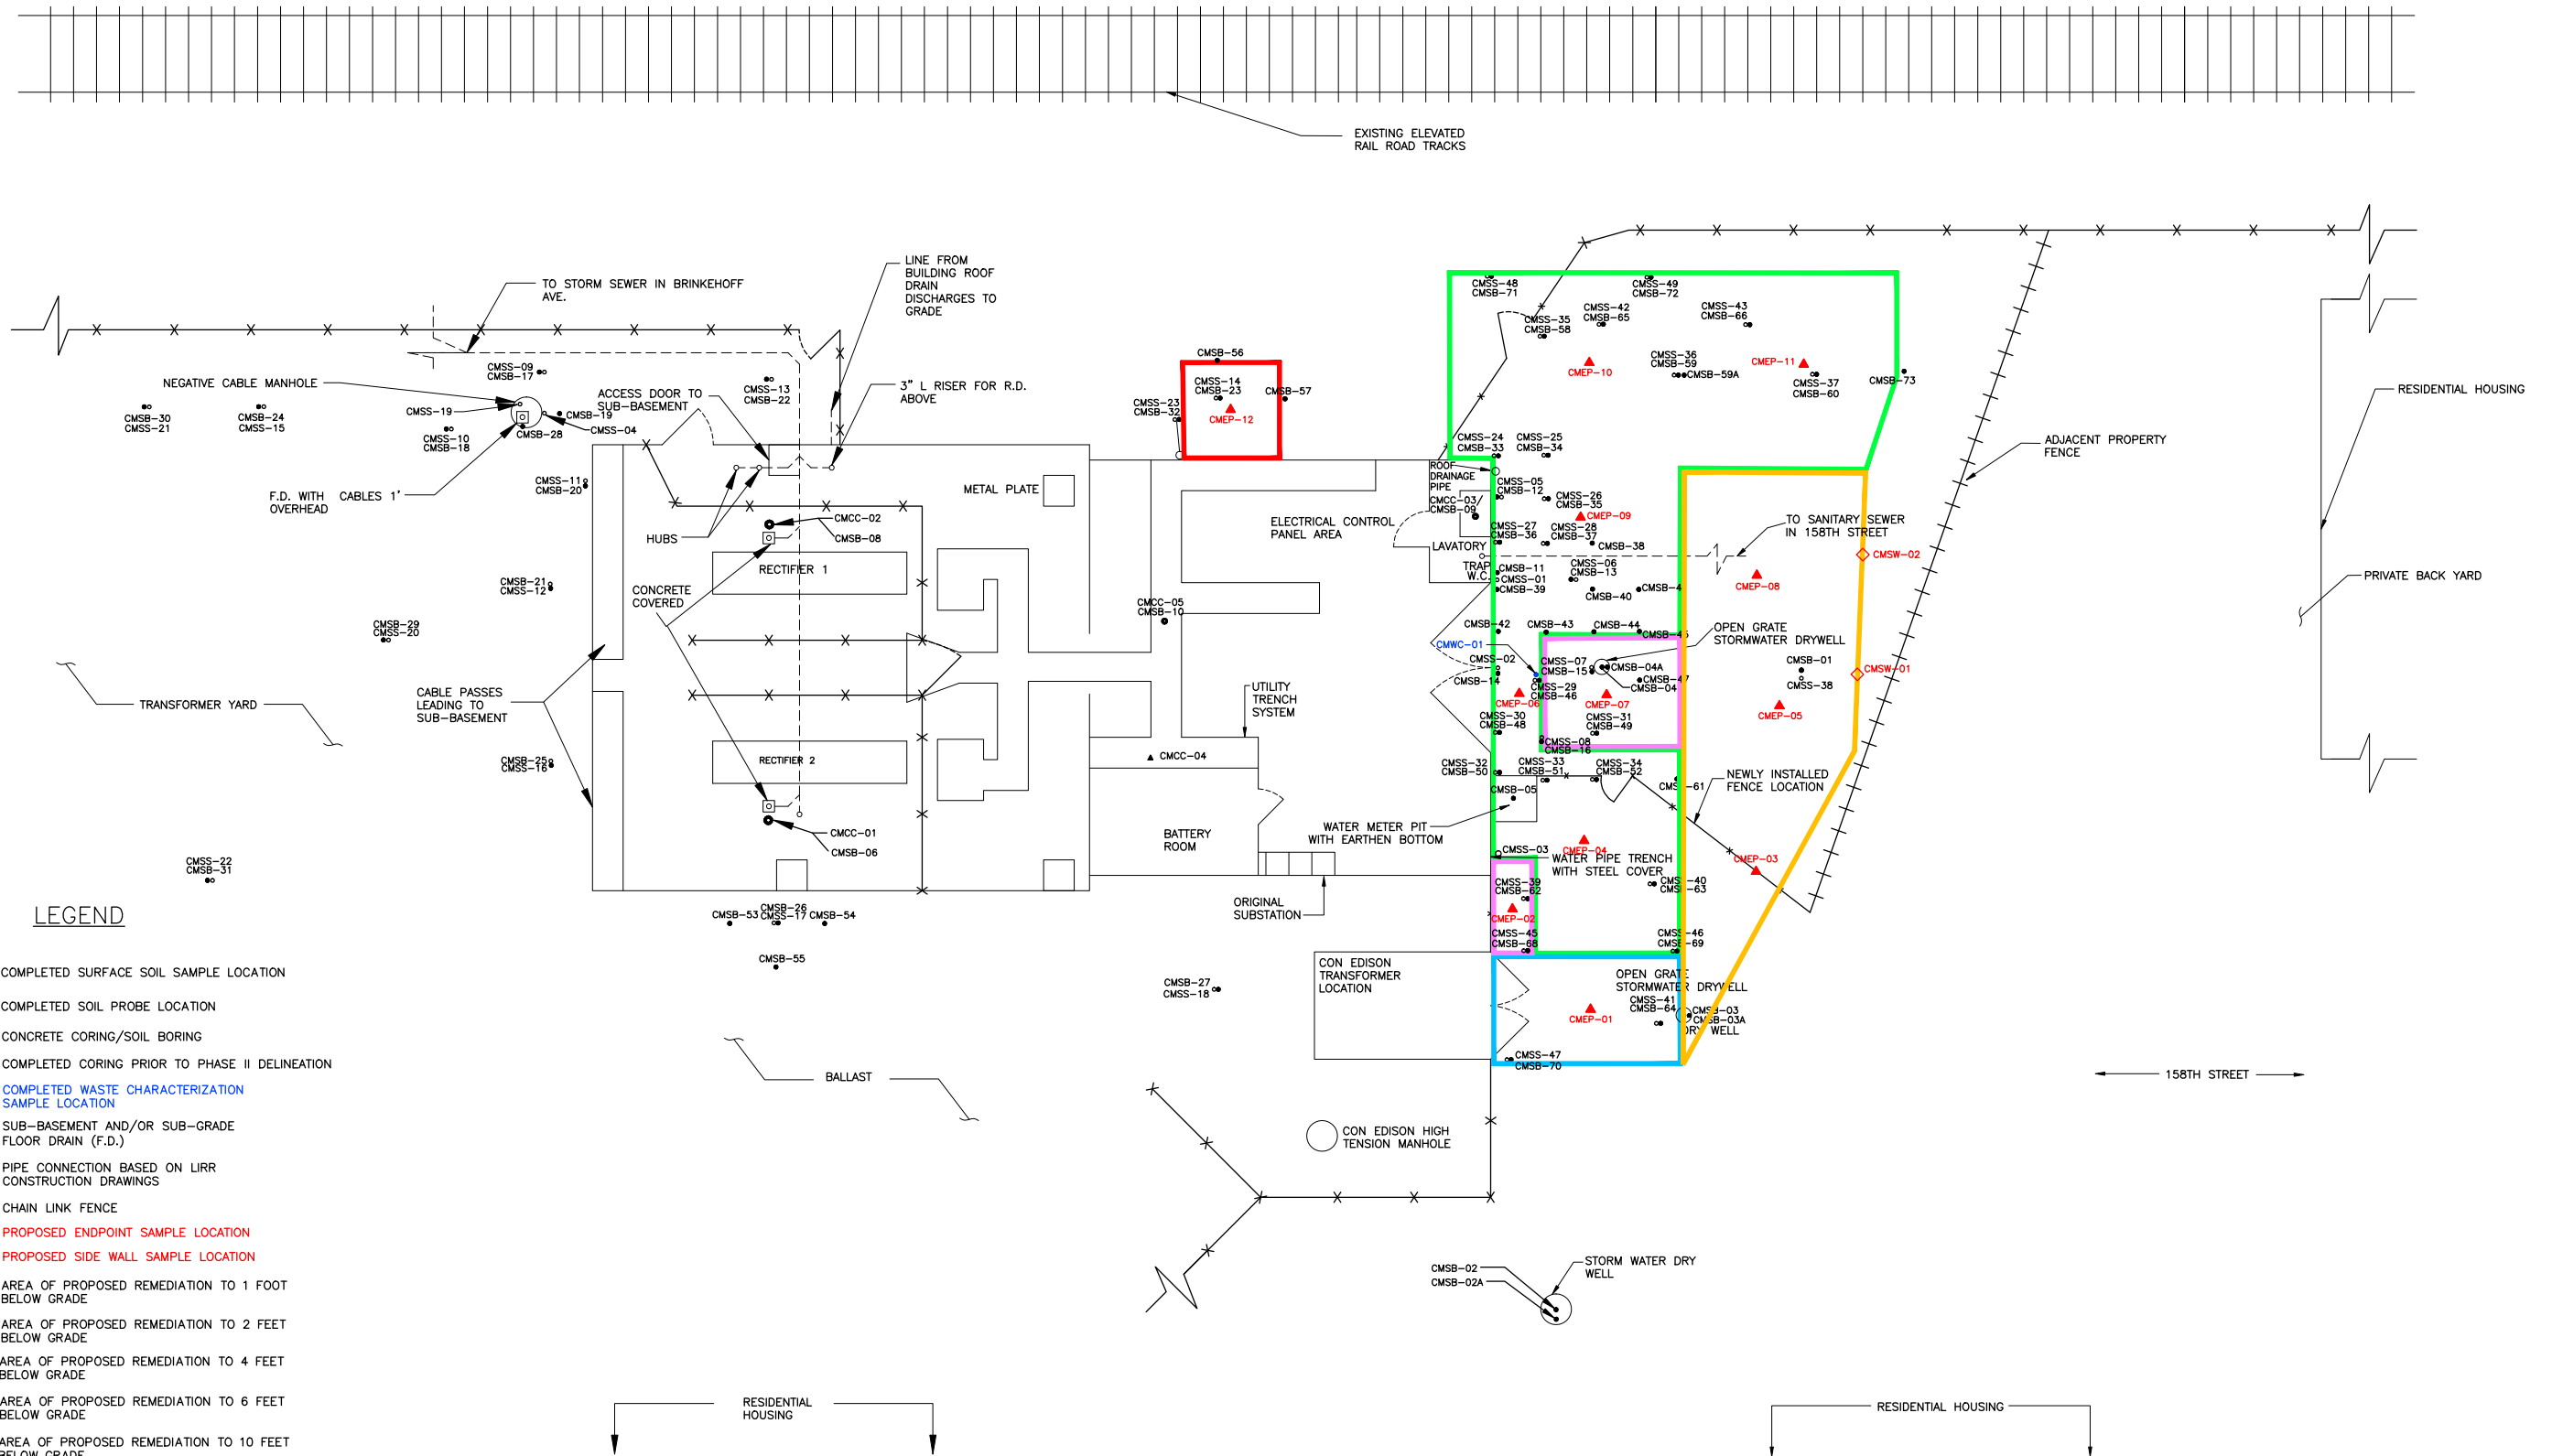 EXISTING ELEVATED
RAIL ROAD TRACKS
LINE FROM
BUILDING ROOF
DRAIN
DISCHARGES TO
GRADE
TO STORM SEWER IN BRINKEHOFF
AVE.
NEGATIVE CABLE MANHOLE
CMSS-09
CMSB-17
CMSS-13
CMSB-22
ACCESS DOOR TO
SUB-BASEMENT
3" L RISER FOR R.D.
ABOVE
CMSB-30
CMSS-21
CMSB-24
CMSS-15
CMSS-19
CMSB-19
CMSS-04
CMSB-28
CMSS-10
CMSB-18
F.D. WITH CABLES 1'
OVERHEAD
CMSS-11
CMSB-20
METAL PLATE
HUBS
CMCC-02
CMSB-08
RECTIFIER 1
CONCRETE
COVERED
CMSB-21
CMSS-12
CMSB-29
CMSS-20
TRANSFORMER YARD
CABLE PASSES
LEADING TO
SUB-BASEMENT
CMSB-25
CMSS-16
RECTIFIER 2
CMCC-01
CMSB-06
CMSS-22
CMSB-31
CMSB-53
CMSB-26
CMSS-17
CMSB-54
CMSB-55
BALLAST
CMSB-56
CMSS-14
CMSB-23
CMSB-57
CMEP-12
CMSS-23
CMSB-32
ELECTRICAL CONTROL
PANEL AREA
CMCC-05
CMSB-10
UTILITY
TRENCH
SYSTEM
CMCC-04
BATTERY
ROOM
ORIGINAL
SUBSTATION
CMSB-27
CMSS-18
CON EDISON
TRANSFORMER
LOCATION
CON EDISON HIGH
TENSION MANHOLE
CMSS-48
CMSB-71
CMSS-49
CMSB-72
CMSS-35
CMSB-58
CMSS-42
CMSB-65
CMSS-43
CMSB-66
CMEP-10
CMSS-36
CMSB-59
CMSB-59A
CMEP-11
CMSS-37
CMSB-60
CMSB-73
CMSS-24
CMSB-33
CMSS-25
CMSB-34
ROOF
DRAINAGE
PIPE
CMSS-05
CMSB-12
CMCC-03/
CMSB-09
CMSS-26
CMSB-35
CMEP-09
CMSS-27
CMSB-36
CMSS-28
CMSB-37
CMSB-38
LAVATORY
TRAP
W.C.
CMSB-11
CMSS-01
CMSB-39
CMSS-06
CMSB-13
CMSB-40
CMSB-4
TO SANITARY SEWER
IN 158TH STREET
CMSW-02
CMEP-08
CMSB-42
CMSB-43
CMSB-44
CMSB-45
OPEN GRATE
STORMWATER DRYWELL
CMWC-01
CMSS-02
CMSB-14
CMSS-07
CMSB-15
CMSB-04A
CMSB-04
CMSB-47
CMSS-29
CMSB-46
CMEP-06
CMEP-07
CMSB-01
CMSS-38
CMSW-01
CMEP-05
CMSS-30
CMSB-48
CMSS-31
CMSB-49
CMSS-08
CMSB-16
CMSS-32
CMSB-50
CMSS-33
CMSB-51
CMSS-34
CMSB-52
CMSB-05
NEWLY INSTALLED
FENCE LOCATION
WATER METER PIT
WITH EARTHEN BOTTOM
CMEP-04
CMSS-03
WATER PIPE TRENCH
WITH STEEL COVER
CMEP-03
CMSS-39
CMSB-62
CMEP-02
CMSS-40
CMSB-63
CMSS-45
CMSB-68
CMSS-46
CMSB-69
OPEN GRATE
STORMWATER DRYWELL
CMSS-41
CMSB-64
CMSB-03
CMSB-03A
DRY WELL
CMEP-01
CMSS-47
CMSB-70
CMSB-02
CMSB-02A
STORM WATER DRY
WELL
ADJACENT PROPERTY
FENCE
RESIDENTIAL HOUSING
PRIVATE BACK YARD
158TH STREET
LEGEND
COMPLETED SURFACE SOIL SAMPLE LOCATION
COMPLETED SOIL PROBE LOCATION
CONCRETE CORING/SOIL BORING
COMPLETED CORING PRIOR TO PHASE II DELINEATION
COMPLETED WASTE CHARACTERIZATION
SAMPLE LOCATION
SUB-BASEMENT AND/OR SUB-GRADE
FLOOR DRAIN (F.D.)
PIPE CONNECTION BASED ON LIRR
CONSTRUCTION DRAWINGS
CHAIN LINK FENCE
PROPOSED ENDPOINT SAMPLE LOCATION
PROPOSED SIDE WALL SAMPLE LOCATION
AREA OF PROPOSED REMEDIATION TO 1 FOOT
BELOW GRADE
AREA OF PROPOSED REMEDIATION TO 2 FEET
BELOW GRADE
AREA OF PROPOSED REMEDIATION TO 4 FEET
BELOW GRADE
AREA OF PROPOSED REMEDIATION TO 6 FEET
BELOW GRADE
AREA OF PROPOSED REMEDIATION TO 10 FEET
BELOW GRADE
RESIDENTIAL
HOUSING
RESIDENTIAL HOUSING